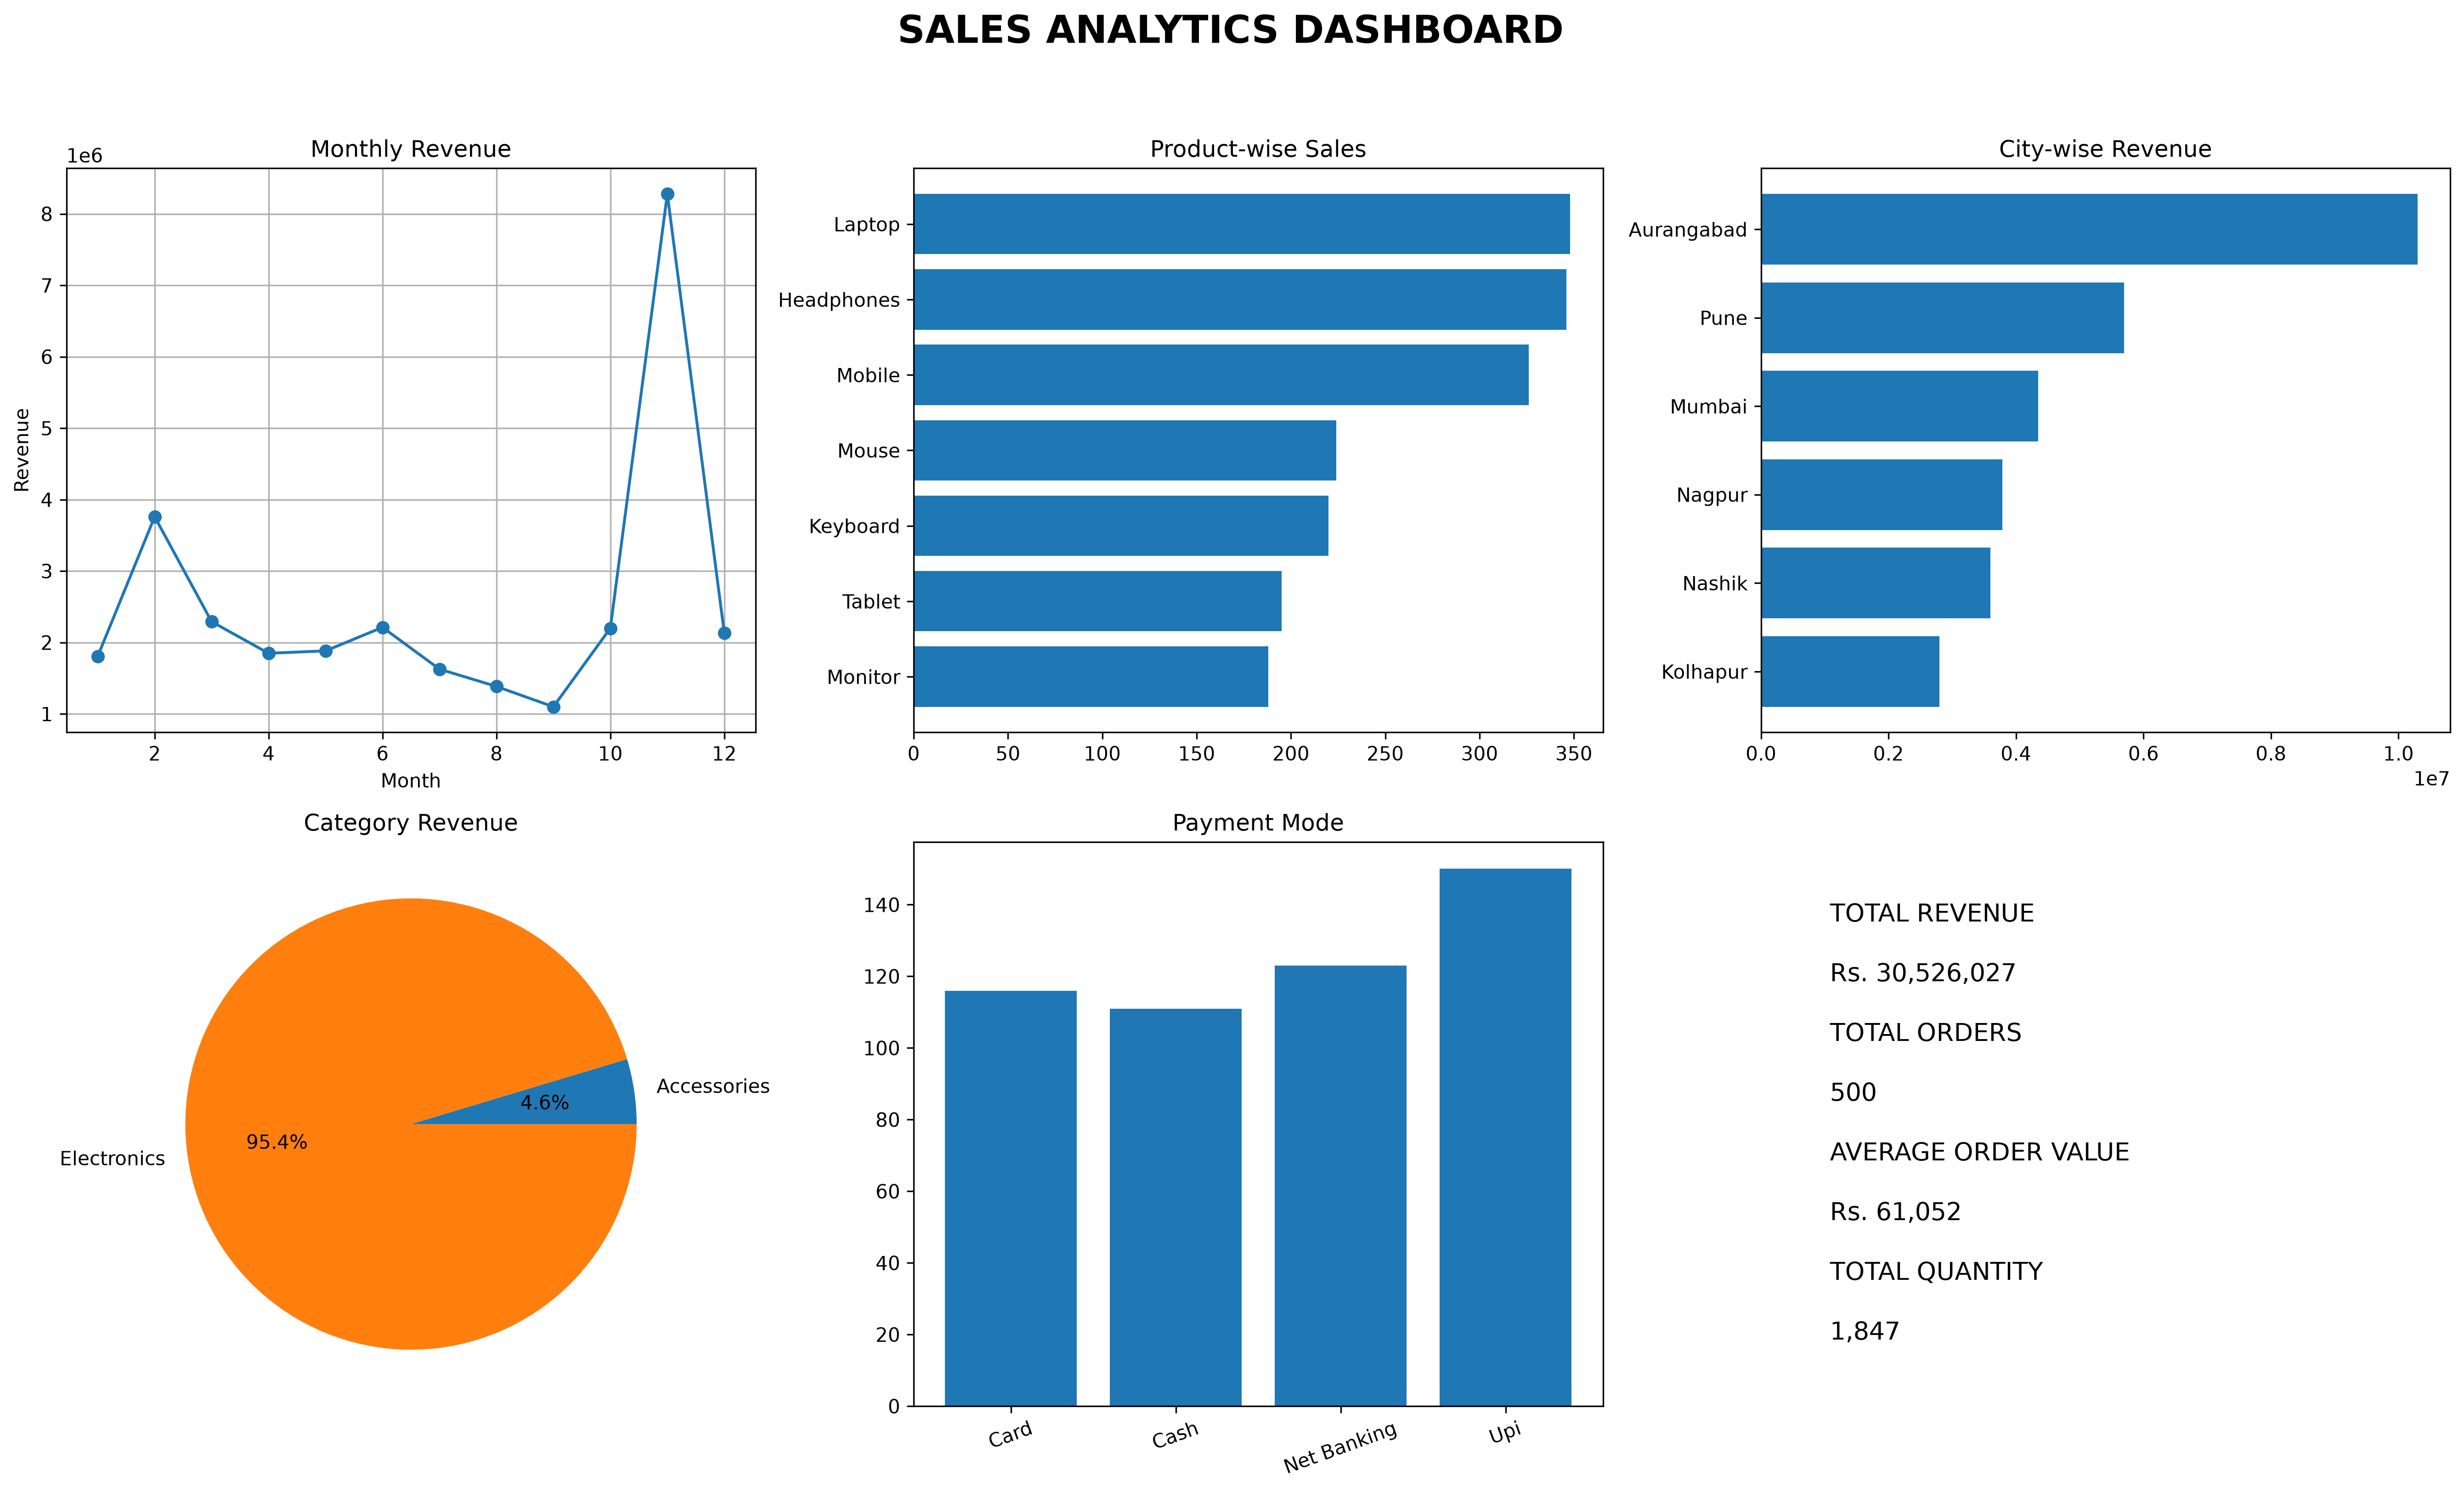 SALES ANALYTICS DASHBOARD
Monthly Revenue
1e6
8
7
6
5
4
3
2
1
Revenue
2 4 6 8 10 12
Month
Product-wise Sales
Laptop
Headphones
Mobile
Mouse
Keyboard
Tablet
Monitor
0 50 100 150 200 250 300 350
City-wise Revenue
Aurangabad
Pune
Mumbai
Nagpur
Nashik
Kolhapur
0.0 0.2 0.4 0.6 0.8 1.0
1e7
Category Revenue
Accessories
4.6%
95.4%
Electronics
Payment Mode
140
120
100
80
60
40
20
0
Card Cash Net Banking Upi
TOTAL REVENUE
Rs. 30,526,027
TOTAL ORDERS
500
AVERAGE ORDER VALUE
Rs. 61,052
TOTAL QUANTITY
1,847